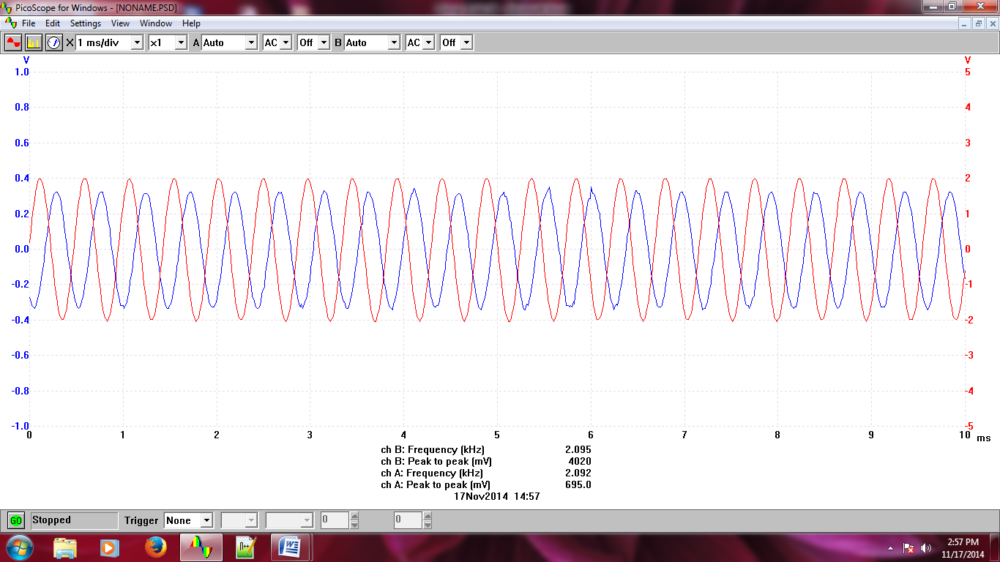 PicoScope for Windows - [NONAME.PSD]
File Edit Settings View Window Help
X 1 ms/div x1 A Auto AC Off B Auto AC Off
V V
1.0 5
0.8 4
0.6 3
0.4 2
0.2 1
0.0 0
-0.2 -1
-0.4 -2
-0.6 -3
-0.8 -4
-1.0 -5
0 1 2 3 4 5 6 7 8 9 10 ms
ch B: Frequency (kHz) 2.095
ch B: Peak to peak (mV) 4020
ch A: Frequency (kHz) 2.092
ch A: Peak to peak (mV) 695.0
17Nov2014 14:57
GO Stopped Trigger None 0 0
2:57 PM
11/17/2014